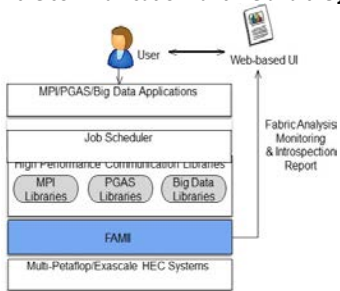 User
Web-based UI
MPI/PGAS/Big Data Applications
Fabric Analysis
Monitoring
& Introspection
Report
Job Scheduler
High Performance Communication Libraries
MPI
Libraries
PGAS
Libraries
Big Data
Libraries
FAMII
Multi-Petaflop/Exascale HEC Systems